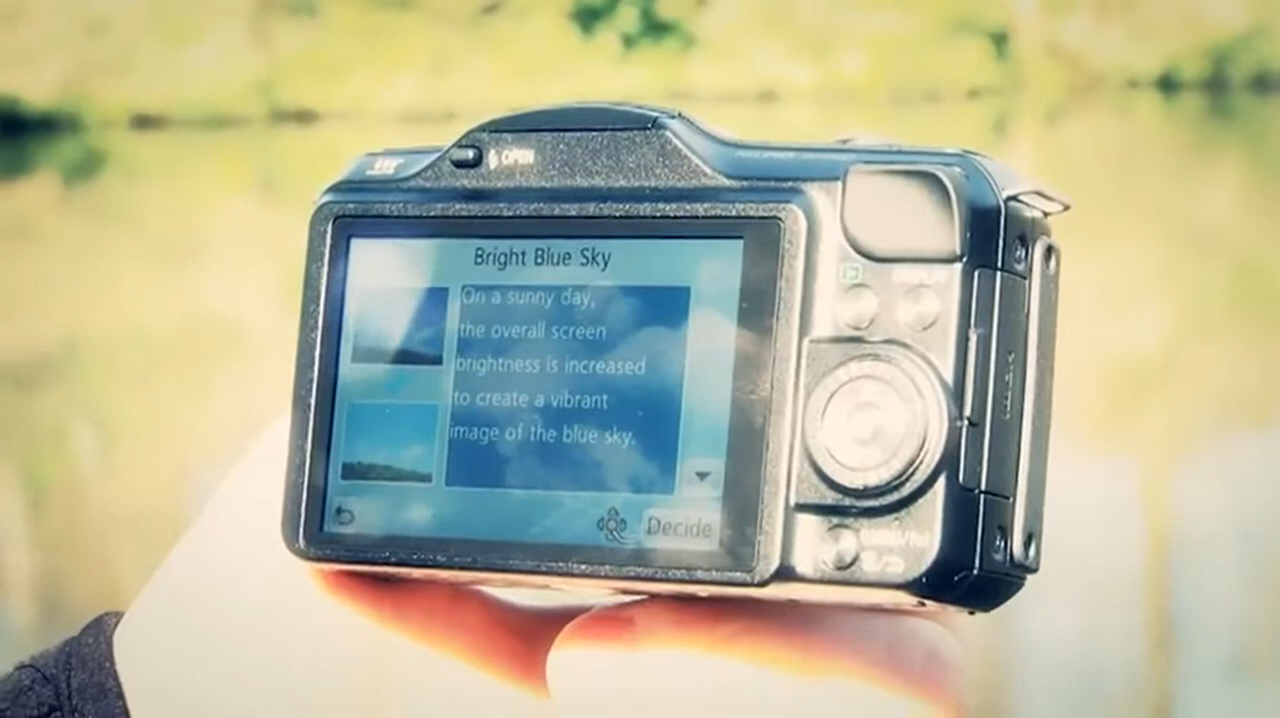 OPEN
Bright Blue Sky
On a sunny day,
the overall screen
brightness is increased
to create a vibrant
image of the blue sky.
Decide